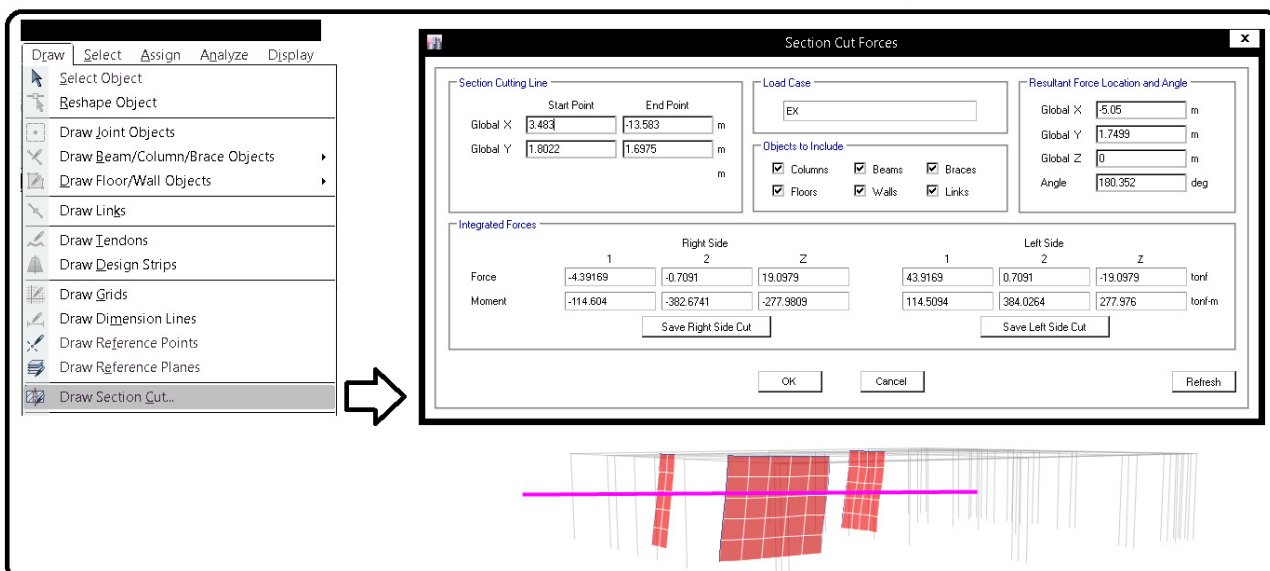 Draw Select Assign Analyze Display
Select Object
Reshape Object
Draw Joint Objects
Draw Beam/Column/Brace Objects
Draw Floor/Wall Objects
Draw Links
Draw Tendons
Draw Design Strips
Draw Grids
Draw Dimension Lines
Draw Reference Points
Draw Reference Planes
Draw Section Cut...
Section Cut Forces
X
Section Cutting Line
Start Point End Point
Global X 3.483 -13.583 m
Global Y 1.8022 1.6975 m
m
Load Case
EX
Objects to Include
Columns Beams Braces
Floors Walls Links
Resultant Force Location and Angle
Global X -5.05 m
Global Y 1.7499 m
Global Z 0 m
Angle 180.352 deg
Integrated Forces
Right Side Left Side
1 2 Z 1 2 Z
Force -4.39169 -0.7091 19.0979 43.9169 0.7091 -19.0979 tonf
Moment -114.604 -382.6741 -277.9809 114.5094 384.0264 277.976 tonf-m
Save Right Side Cut Save Left Side Cut
OK Cancel Refresh